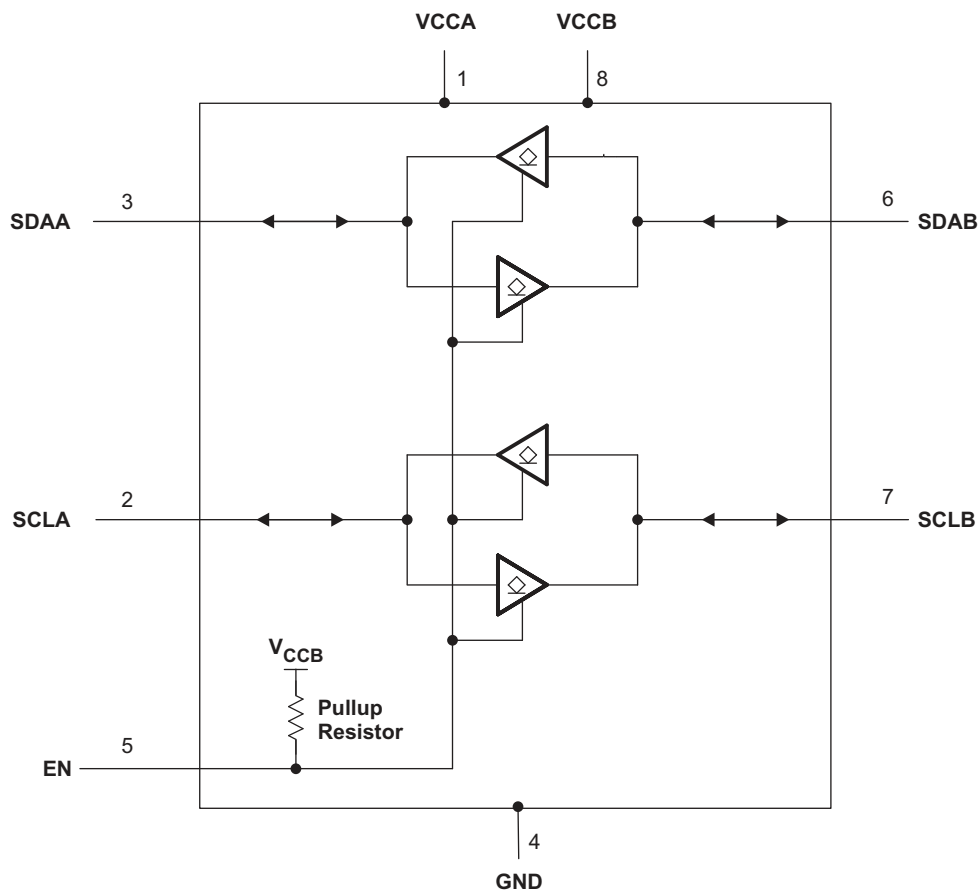 VCCA
VCCB
1
8
3
SDAA
6
SDAB
2
SCLA
7
SCLB
VCCB
Pullup
Resistor
5
EN
4
GND